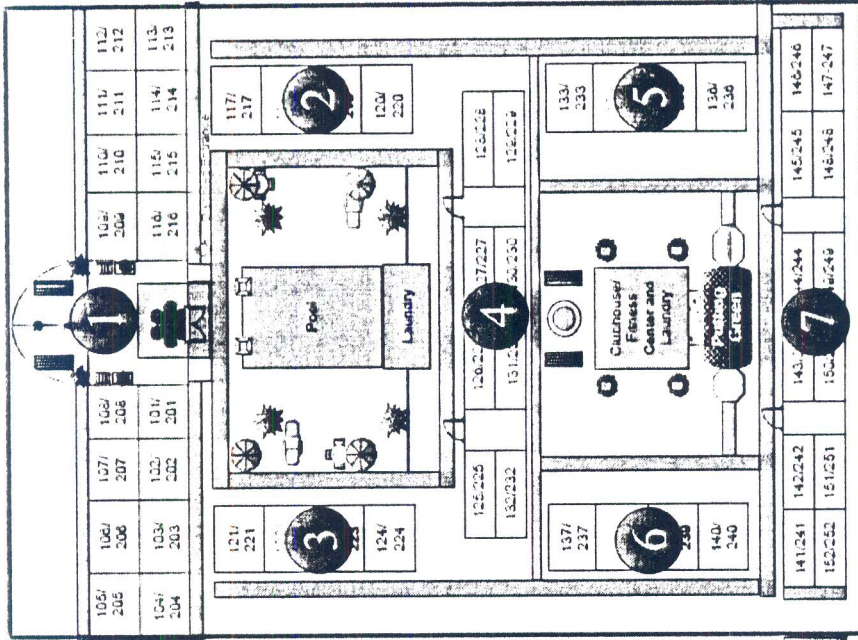 105/ 106/ 107/ 108/ 109/ 110/ 111/ 112/
205 206 207 208 209 210 211 212
1
104/ 103/ 102/ 101/ 116/ 115/ 114/ 113/
204 203 202 201 216 215 214 213
121/ 117/
221 217
3 Pool 2
223
124/ 120/
224 220
Laundry
125/225 128/228
4
132/232 129/229
137/ 133/
237 233
Clubhouse/
Fitness
Center and
Laundry
6 5
140/ 136/
240 236
Putting
Green
141/241 142/242 145/245 146/246
7
152/252 151/251 148/248 147/247